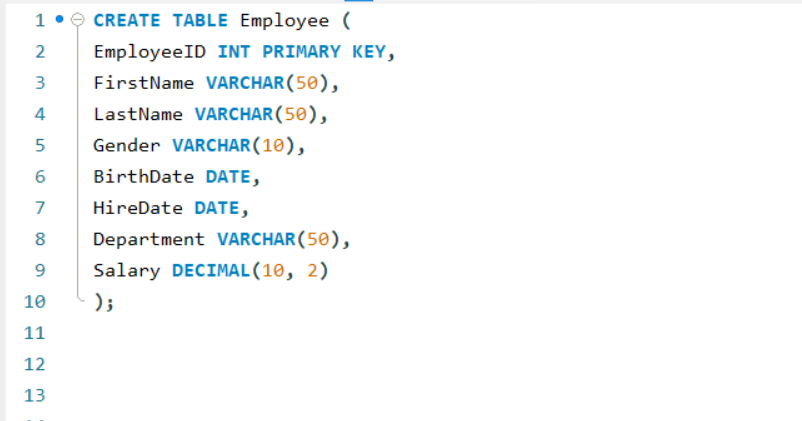 1 CREATE TABLE Employee (
2 EmployeeID INT PRIMARY KEY,
3 FirstName VARCHAR(50),
4 LastName VARCHAR(50),
5 Gender VARCHAR(10),
6 BirthDate DATE,
7 HireDate DATE,
8 Department VARCHAR(50),
9 Salary DECIMAL(10, 2)
10 );
11
12
13